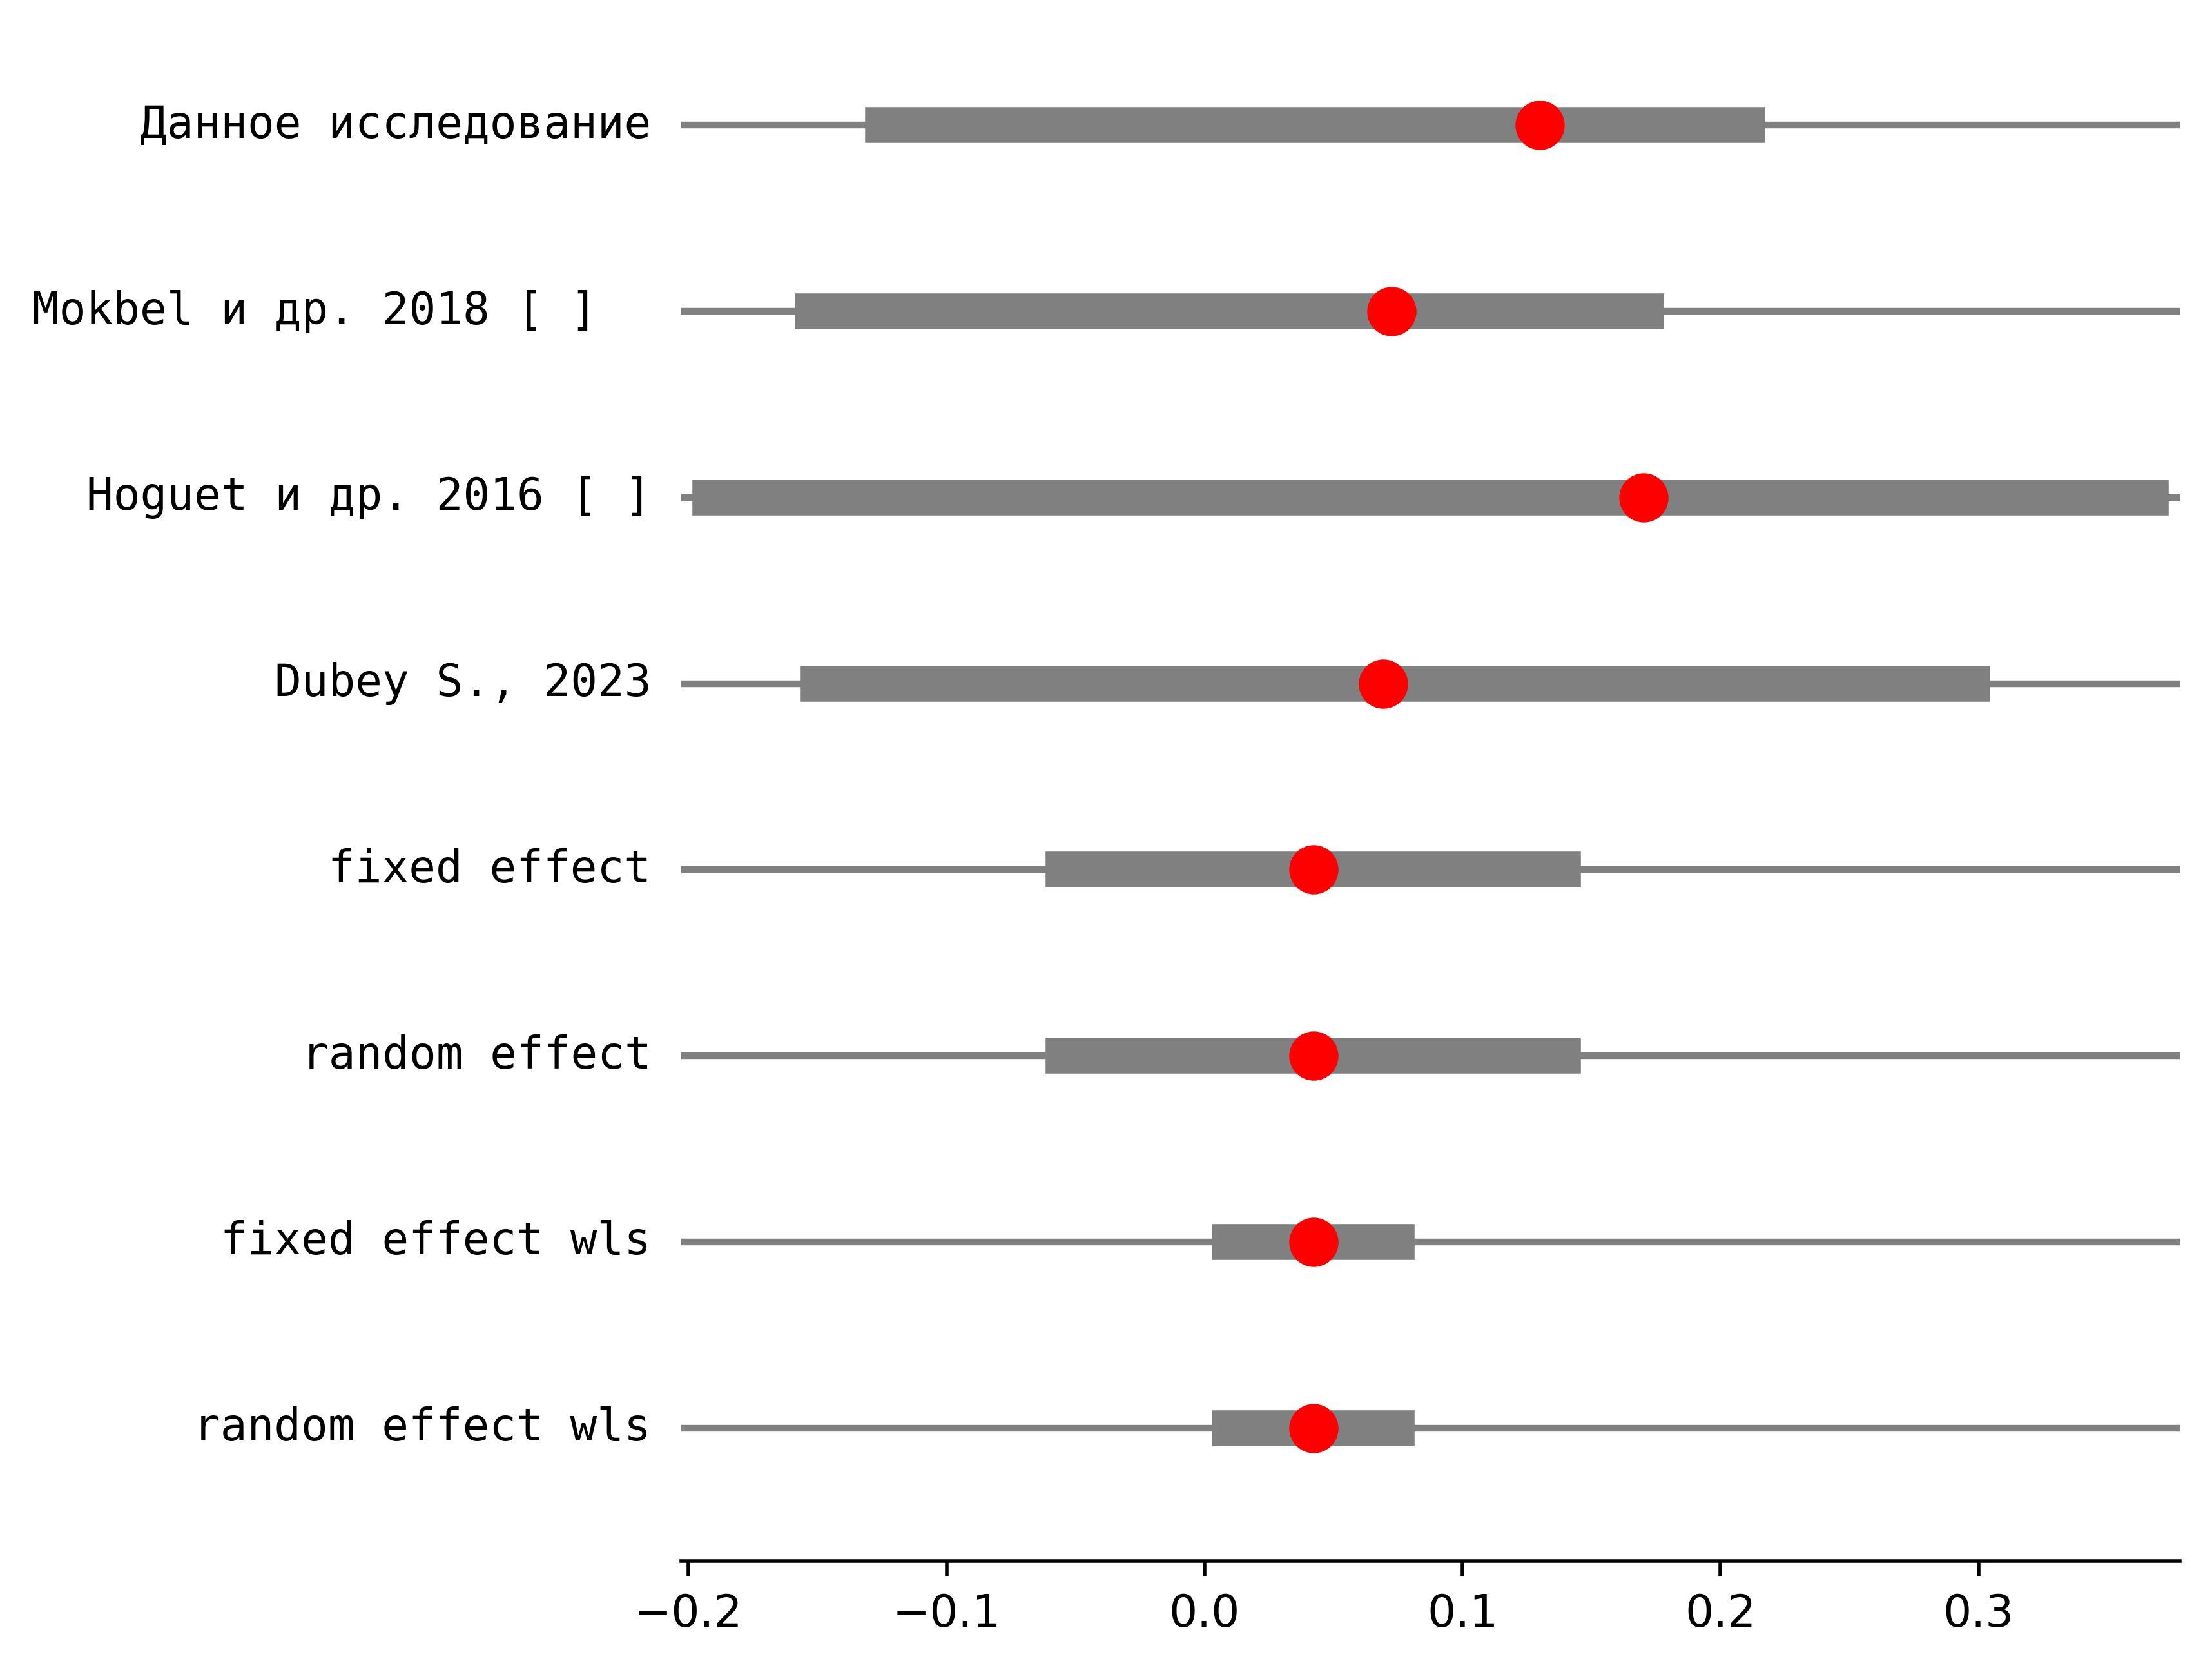 Данное исследование
Mokbel и др. 2018 [ ]
Hoguet и др. 2016 [ ]
Dubey S., 2023
fixed effect
random effect
fixed effect wls
random effect wls
−0.2 −0.1 0.0 0.1 0.2 0.3